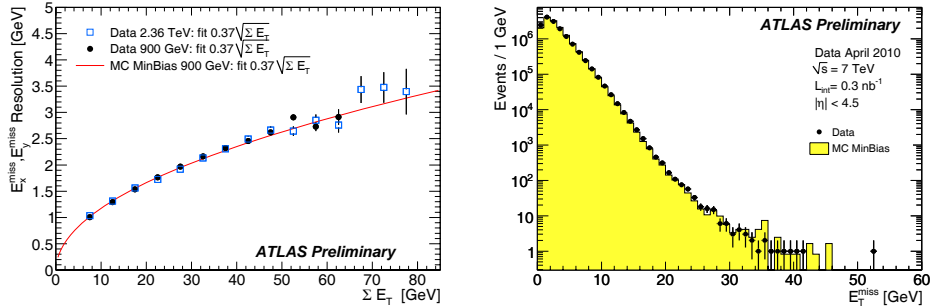 E_x^miss, E_y^miss Resolution [GeV]
5
4.5
4
3.5
3
2.5
2
1.5
1
0.5
0
Data 2.36 TeV: fit 0.37√Σ E_T
Data 900 GeV: fit 0.37√Σ E_T
MC MinBias 900 GeV: fit 0.37√Σ E_T
ATLAS Preliminary
0 10 20 30 40 50 60 70 80
Σ E_T [GeV]
Events / 1 GeV
10^6
10^5
10^4
10^3
10^2
10
1
ATLAS Preliminary
Data April 2010
√s = 7 TeV
L_int= 0.3 nb^-1
|η| < 4.5
Data
MC MinBias
0 10 20 30 40 50 60
E_T^miss [GeV]